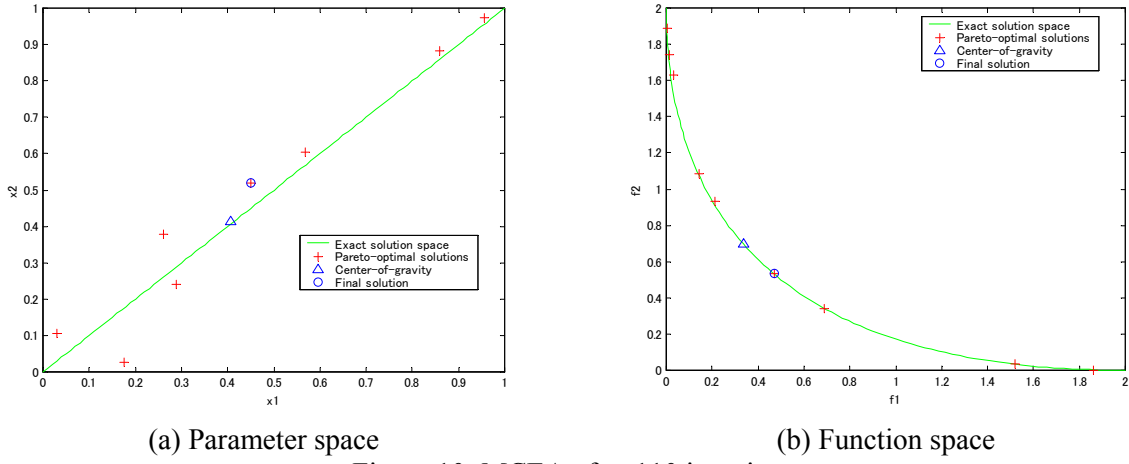 1
0.9
0.8
0.7
0.6
0.5
0.4
0.3
0.2
0.1
0
x2
Exact solution space
Pareto-optimal solutions
Center-of-gravity
Final solution
0 0.1 0.2 0.3 0.4 0.5 0.6 0.7 0.8 0.9 1
x1
(a) Parameter space
2
1.8
1.6
1.4
1.2
1
0.8
0.6
0.4
0.2
0
f2
Exact solution space
Pareto-optimal solutions
Center-of-gravity
Final solution
0.2 0.4 0.6 0.8 1 1.2 1.4 1.6 1.8 2
f1
(b) Function space
Figure